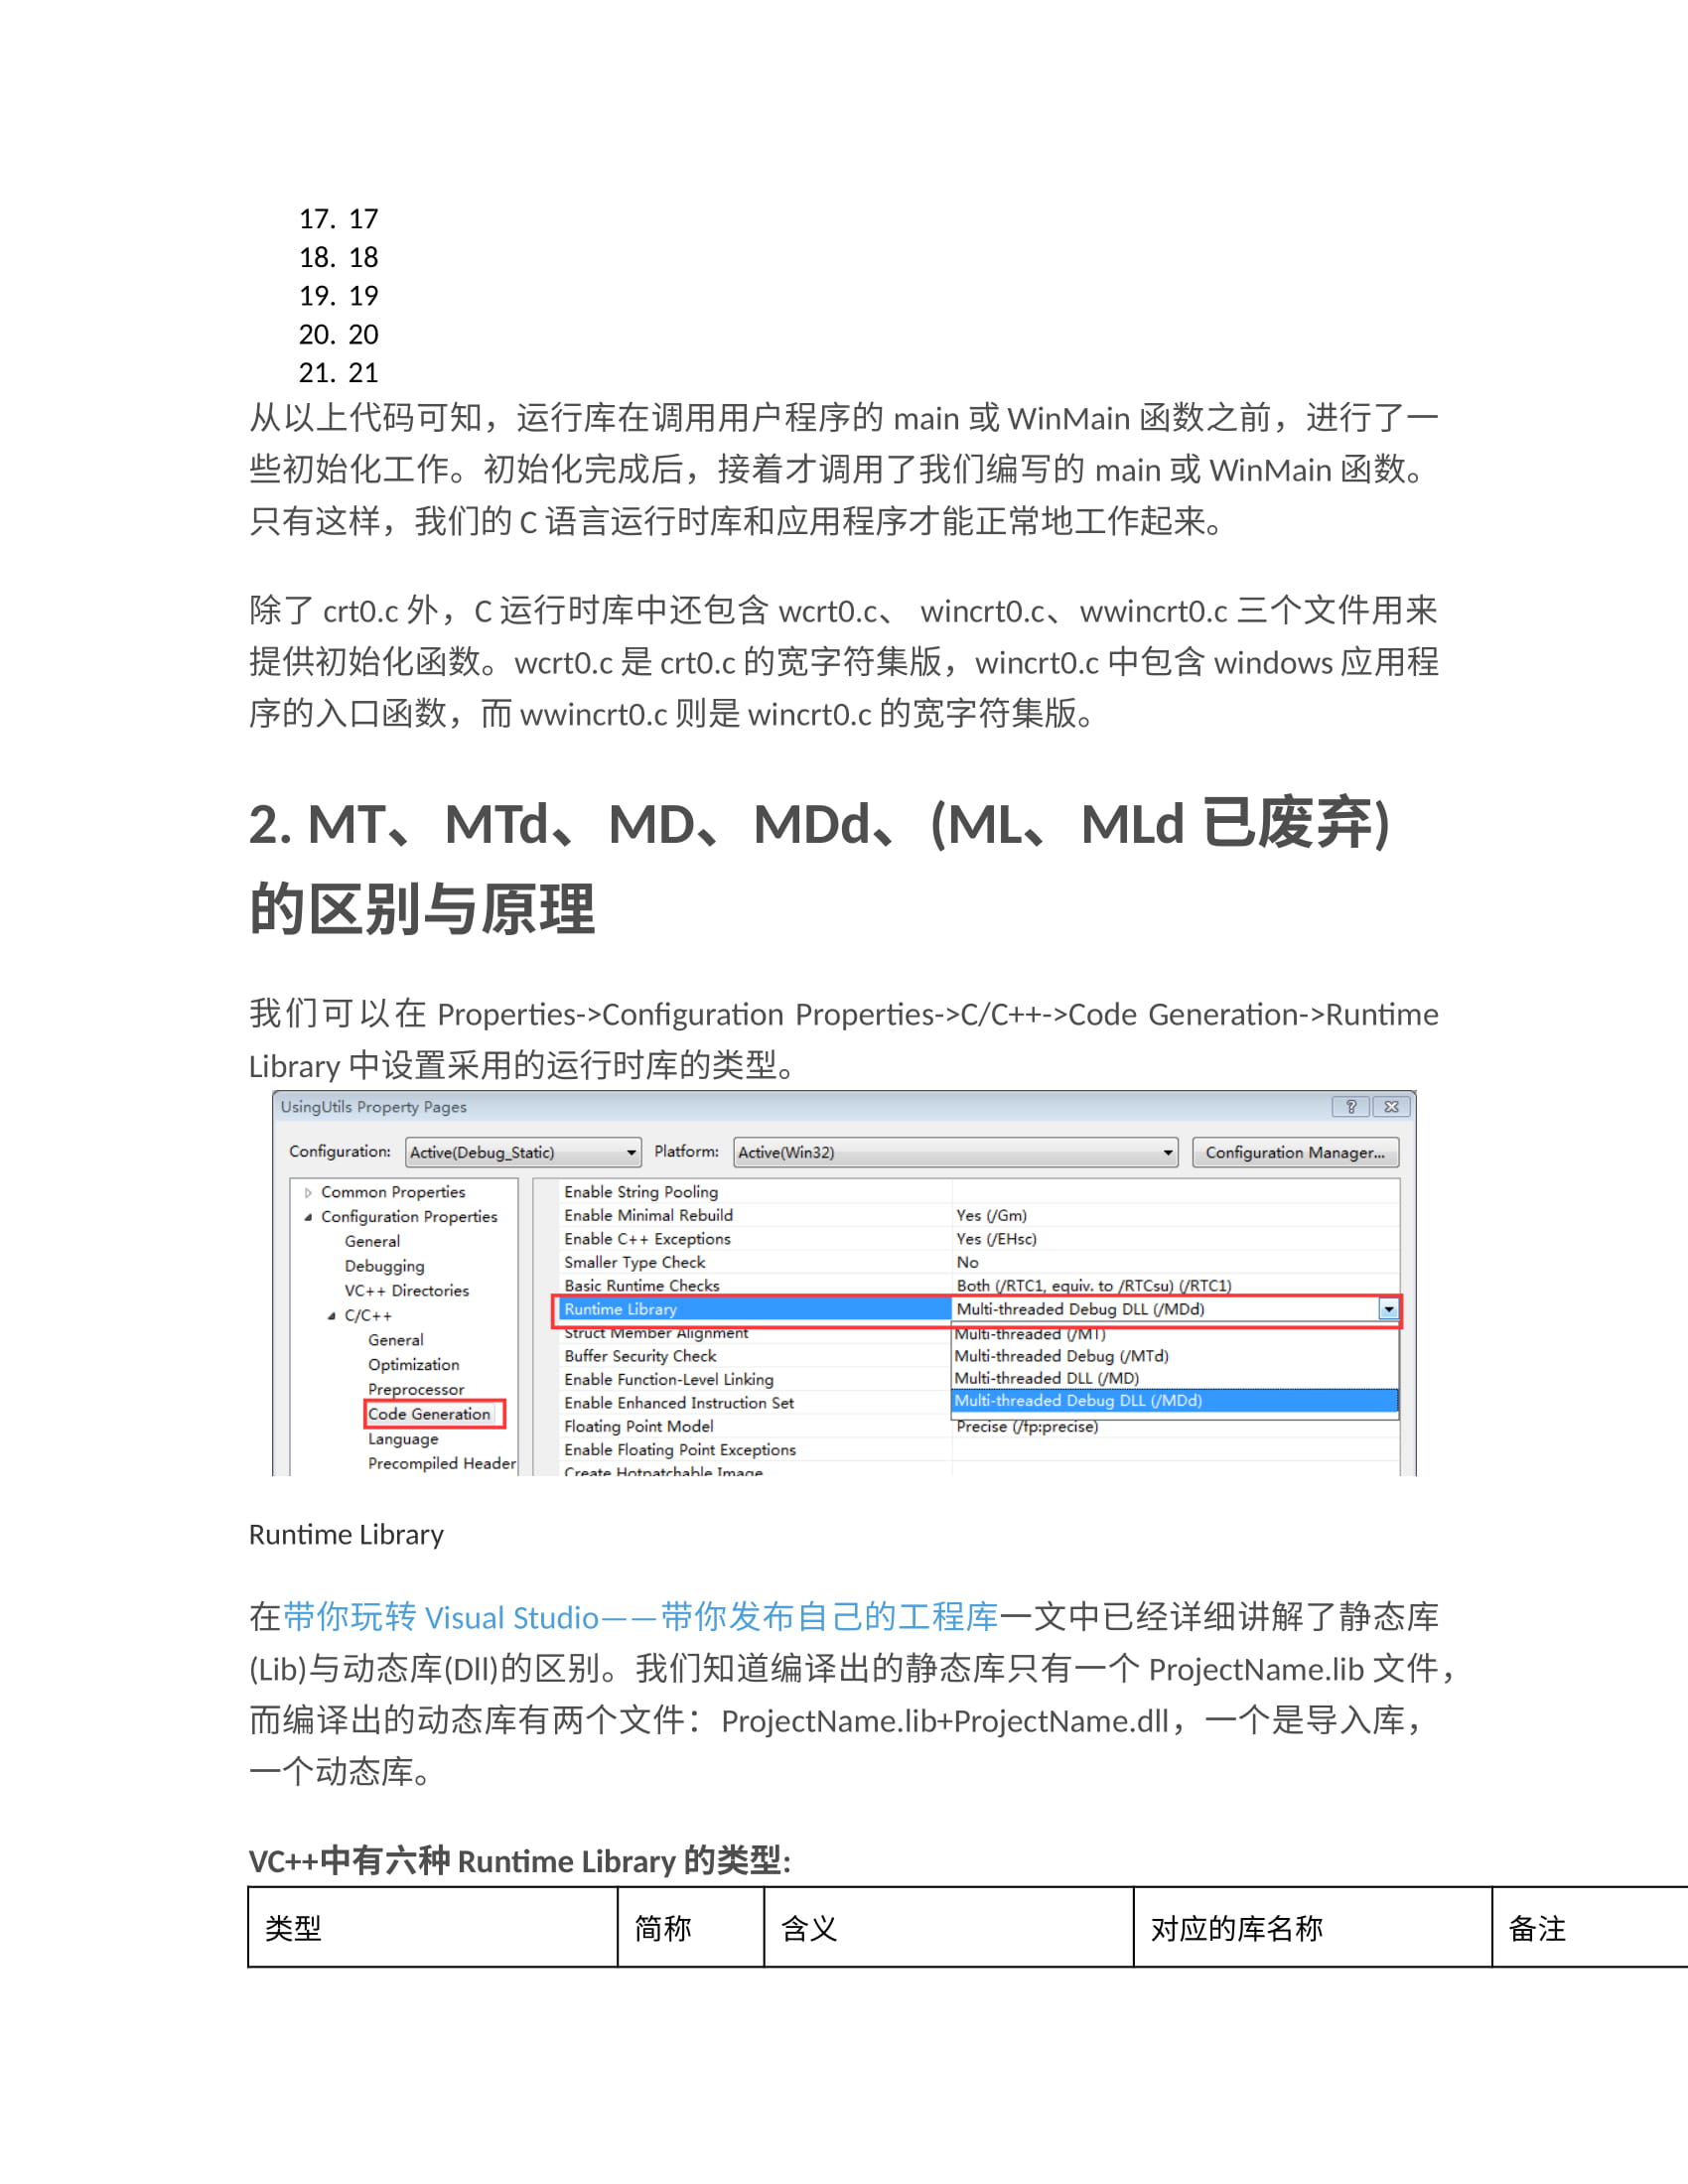 17. 17
18. 18
19. 19
20. 20
21. 21
从以上代码可知，运行库在调用用户程序的 main 或 WinMain 函数之前，进行了一
些初始化工作。初始化完成后，接着才调用了我们编写的 main 或 WinMain 函数。
只有这样，我们的 C 语言运行时库和应用程序才能正常地工作起来。
除了 crt0.c 外，C 运行时库中还包含 wcrt0.c、 wincrt0.c、wwincrt0.c 三个文件用来
提供初始化函数。wcrt0.c 是 crt0.c 的宽字符集版，wincrt0.c 中包含 windows 应用程
序的入口函数，而 wwincrt0.c 则是 wincrt0.c 的宽字符集版。
2. MT、MTd、MD、MDd、(ML、MLd 已废弃)
的区别与原理
我们可以在 Properties->Configuration Properties->C/C++->Code Generation->Runtime
Library 中设置采用的运行时库的类型。
UsingUtils Property Pages
Configuration: Active(Debug_Static) Platform: Active(Win32) Configuration Manager...
Common Properties
Configuration Properties
General
Debugging
VC++ Directories
C/C++
General
Optimization
Preprocessor
Code Generation
Language
Precompiled Header
Enable String Pooling
Enable Minimal Rebuild Yes (/Gm)
Enable C++ Exceptions Yes (/EHsc)
Smaller Type Check No
Basic Runtime Checks Both (/RTC1, equiv. to /RTCsu) (/RTC1)
Runtime Library Multi-threaded Debug DLL (/MDd)
Struct Member Alignment Multi-threaded (/MT)
Buffer Security Check Multi-threaded Debug (/MTd)
Enable Function-Level Linking Multi-threaded DLL (/MD)
Enable Enhanced Instruction Set Multi-threaded Debug DLL (/MDd)
Floating Point Model Precise (/fp:precise)
Enable Floating Point Exceptions
Create Hotpatchable Image
Runtime Library
在带你玩转 Visual Studio——带你发布自己的工程库一文中已经详细讲解了静态库
(Lib)与动态库(Dll)的区别。我们知道编译出的静态库只有一个 ProjectName.lib 文件，
而编译出的动态库有两个文件：ProjectName.lib+ProjectName.dll，一个是导入库，
一个动态库。
VC++中有六种 Runtime Library 的类型:
类型 简称 含义 对应的库名称 备注